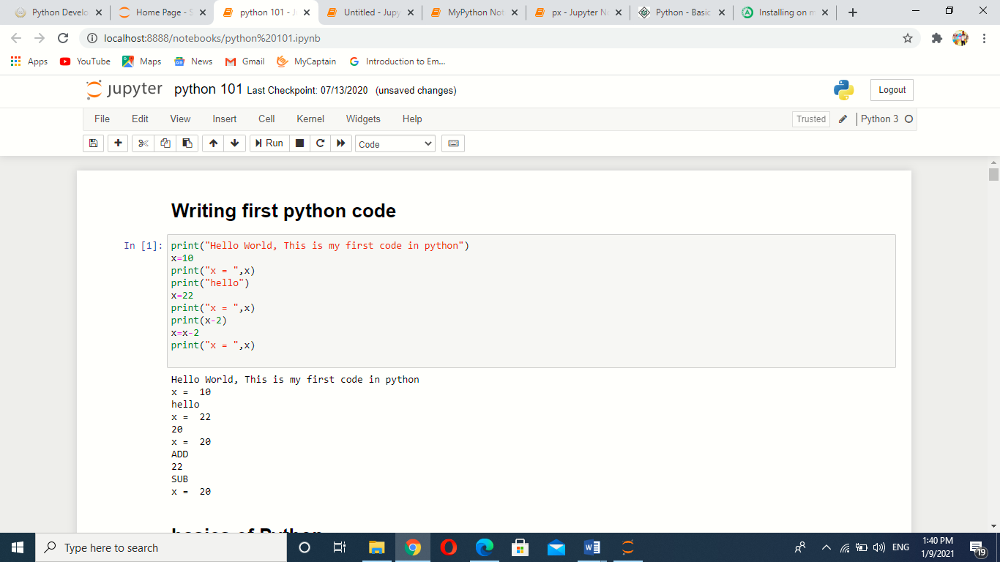 Python Develo
Home Page - S
python 101 - J
Untitled - Jupy
MyPython Not
px - Jupyter N
Python - Basic
Installing on m
localhost:8888/notebooks/python%20101.ipynb
Apps YouTube Maps News Gmail MyCaptain Introduction to Em...
jupyter python 101 Last Checkpoint: 07/13/2020 (unsaved changes) Logout
File Edit View Insert Cell Kernel Widgets Help Trusted Python 3
Run Code
Writing first python code
In [1]: print("Hello World, This is my first code in python")
x=10
print("x = ",x)
print("hello")
x=22
print("x = ",x)
print(x-2)
x=x-2
print("x = ",x)
Hello World, This is my first code in python
x =  10
hello
x =  22
20
x =  20
ADD
22
SUB
x =  20
basics of Python
Type here to search
ENG
1:40 PM
1/9/2021
19